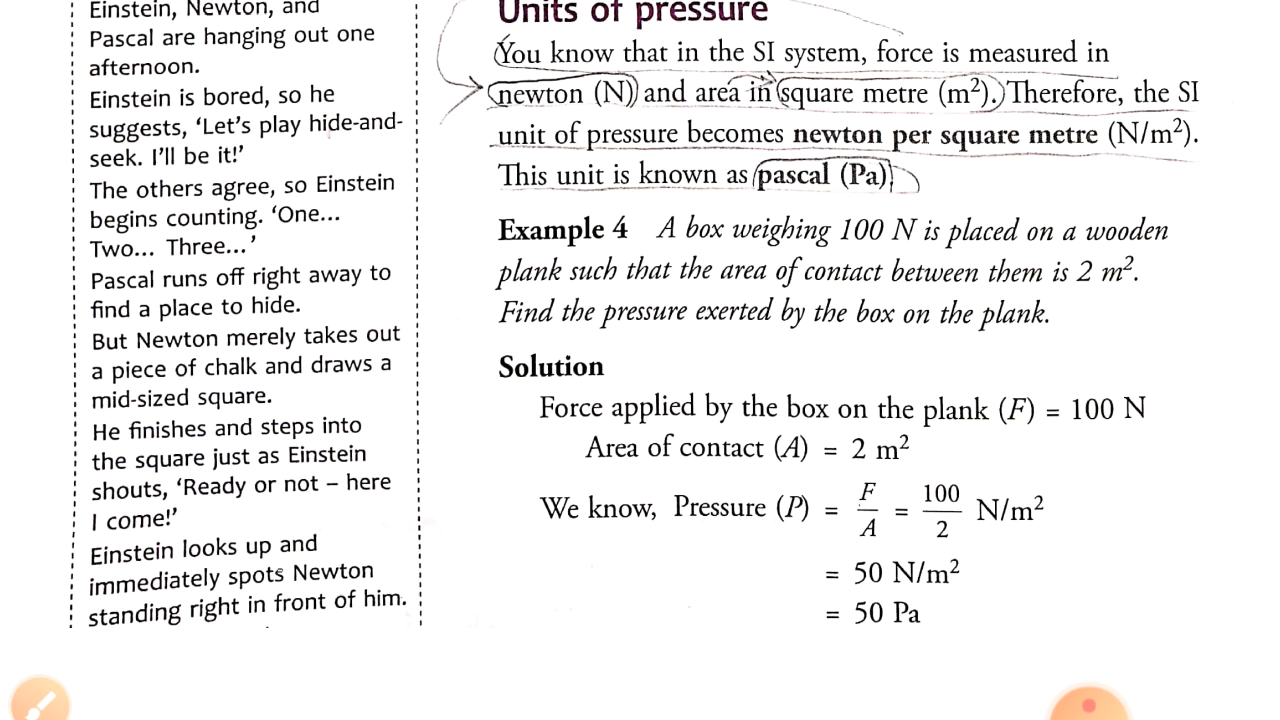 Einstein, Newton, and
Pascal are hanging out one
afternoon.
Einstein is bored, so he
suggests, ‘Let’s play hide-and-
seek. I’ll be it!’
The others agree, so Einstein
begins counting. ‘One...
Two... Three...’
Pascal runs off right away to
find a place to hide.
But Newton merely takes out
a piece of chalk and draws a
mid-sized square.
He finishes and steps into
the square just as Einstein
shouts, ‘Ready or not – here
I come!’
Einstein looks up and
immediately spots Newton
standing right in front of him.
Units of pressure
You know that in the SI system, force is measured in
newton (N) and area in square metre (m²). Therefore, the SI
unit of pressure becomes newton per square metre (N/m²).
This unit is known as pascal (Pa)
Example 4 A box weighing 100 N is placed on a wooden
plank such that the area of contact between them is 2 m².
Find the pressure exerted by the box on the plank.
Solution
Force applied by the box on the plank (F) = 100 N
Area of contact (A) = 2 m²
We know, Pressure (P) = F/A = 100/2 N/m²
= 50 N/m²
= 50 Pa